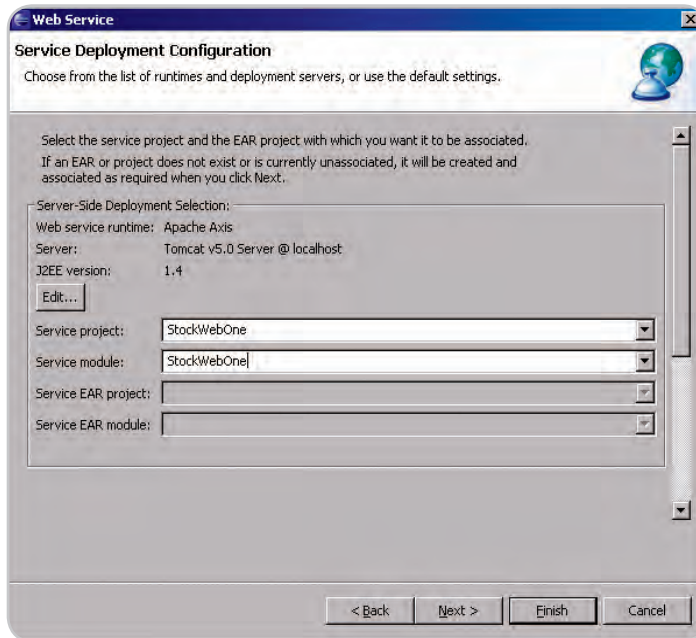 Web Service
Service Deployment Configuration
Choose from the list of runtimes and deployment servers, or use the default settings.
Select the service project and the EAR project with which you want it to be associated.
If an EAR or project does not exist or is currently unassociated, it will be created and
associated as required when you click Next.
Server-Side Deployment Selection:
Web service runtime: Apache Axis
Server: Tomcat v5.0 Server @ localhost
J2EE version: 1.4
Edit...
Service project: StockWebOne
Service module: StockWebOne
Service EAR project:
Service EAR module:
< Back Next > Finish Cancel